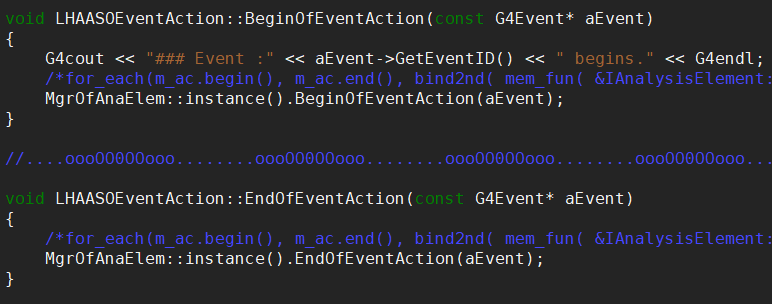 void LHAASOEventAction::BeginOfEventAction(const G4Event* aEvent)
{
    G4cout << "### Event :" << aEvent->GetEventID() << " begins." << G4endl;
    /*for_each(m_ac.begin(), m_ac.end(), bind2nd( mem_fun( &IAnalysisElement:
    MgrOfAnaElem::instance().BeginOfEventAction(aEvent);
}
//....oooOO0OOooo........oooOO0OOooo........oooOO0OOooo........oooOO0OOooo...
void LHAASOEventAction::EndOfEventAction(const G4Event* aEvent)
{
    /*for_each(m_ac.begin(), m_ac.end(), bind2nd( mem_fun( &IAnalysisElement:
    MgrOfAnaElem::instance().EndOfEventAction(aEvent);
}